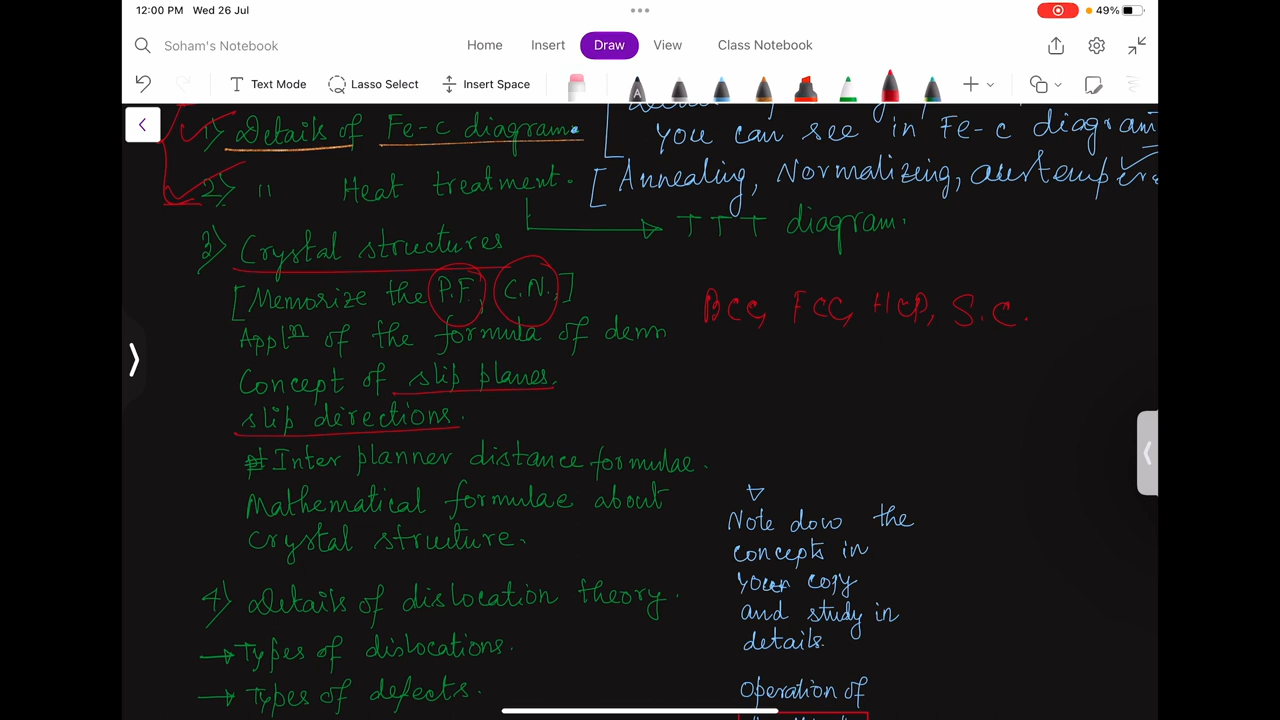 12:00 PM Wed 26 Jul
49%
Soham's Notebook
Home Insert Draw View Class Notebook
Text Mode Lasso Select Insert Space
1) Details of Fe-c diagram.
you can see in Fe-c diagram
2) " Heat treatment.
[Annealing, Normalizing,
TTT diagram.
3) Crystal structures
[Memorize the P.F., C.N.]
BCC, FCC, HCP, S.C.
Appl^n of the formula of
Concept of slip planes.
slip directions.
Inter planner distance formulae.
Mathematical formulae about
crystal structure.
Note down the
concepts in
your copy
and study in
details.
4) Details of dislocation theory.
→ Types of dislocations.
→ Types of defects.
Operation of